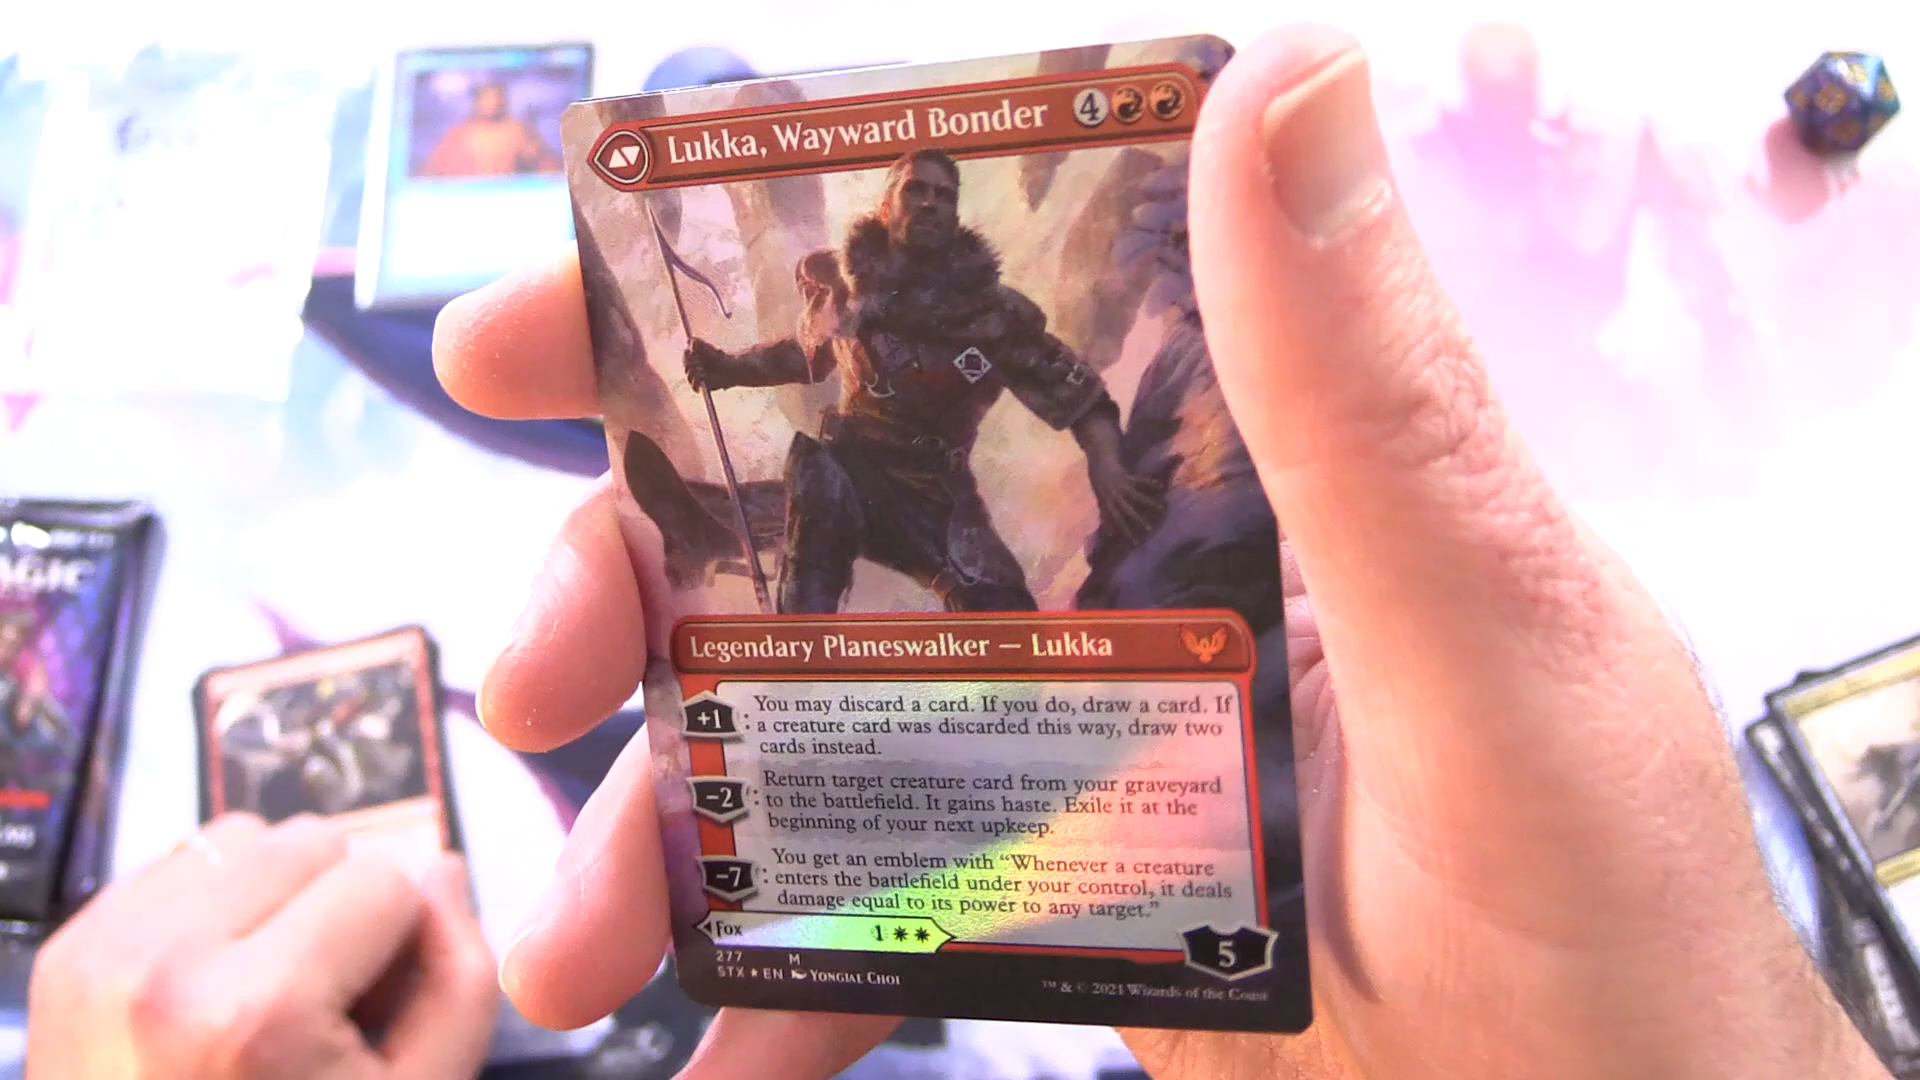 Lukka, Wayward Bonder 4
Legendary Planeswalker — Lukka
+1 : You may discard a card. If you do, draw a card. If
a creature card was discarded this way, draw two
cards instead.
−2 : Return target creature card from your graveyard
to the battlefield. It gains haste. Exile it at the
beginning of your next upkeep.
−7 : You get an emblem with “Whenever a creature
enters the battlefield under your control, it deals
damage equal to its power to any target.”
Fox 1
5
277 M
STX ★ EN YONGJAE CHOI
™ & © 2021 Wizards of the Coast
AGIC